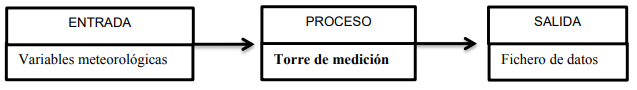 ENTRADA
Variables meteorológicas
PROCESO
Torre de medición
SALIDA
Fichero de datos